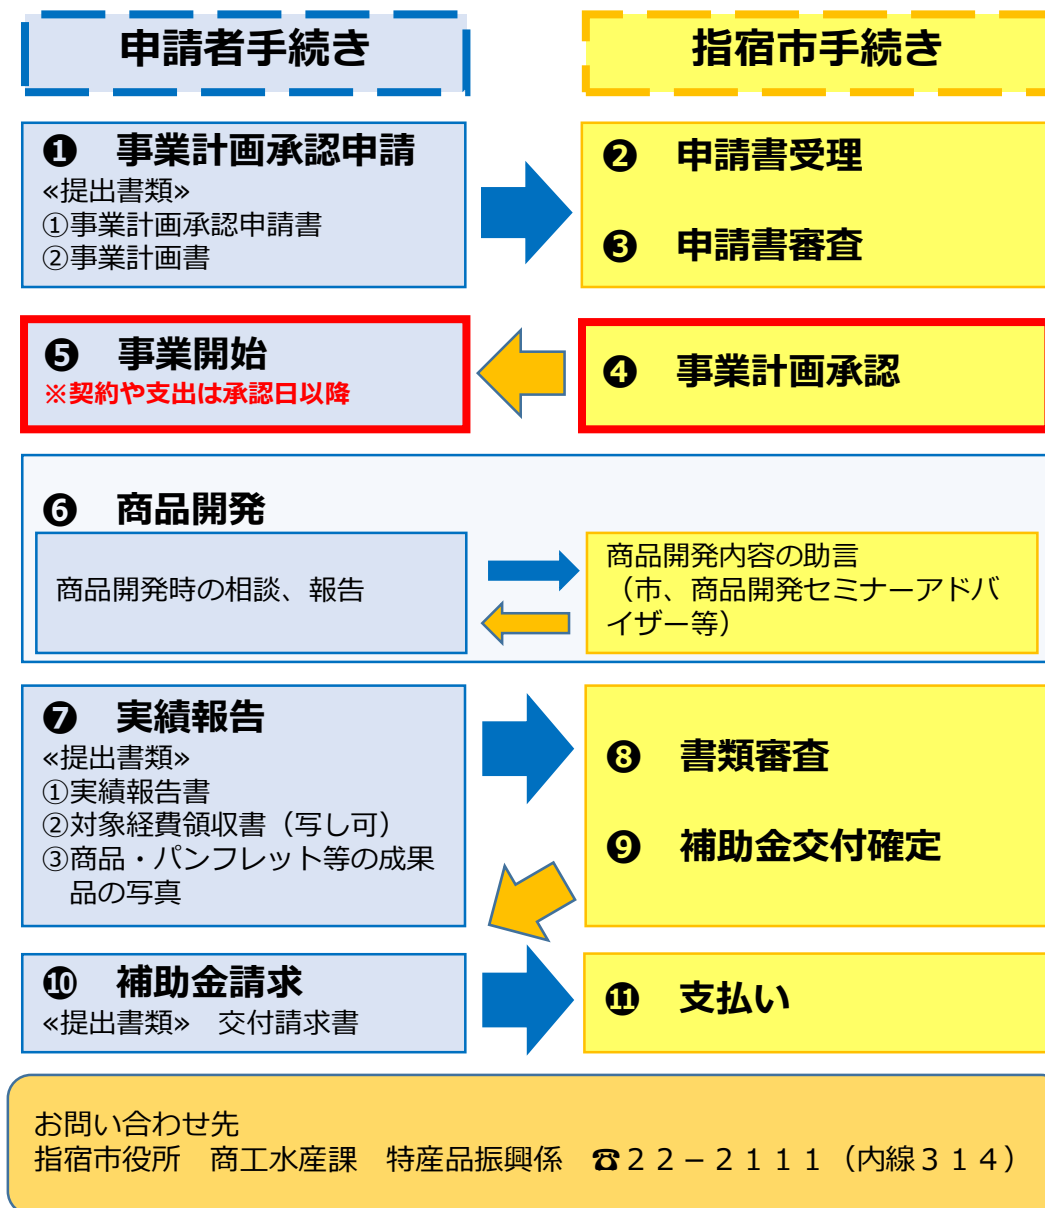 申請者手続き
指宿市手続き
❶ 事業計画承認申請
«提出書類»
①事業計画承認申請書
②事業計画書
❷ 申請書受理
❸ 申請書審査
❺ 事業開始
※契約や支出は承認日以降
❹ 事業計画承認
❻ 商品開発
商品開発時の相談、報告
商品開発内容の助言
（市、商品開発セミナーアドバ
イザー等）
❼ 実績報告
«提出書類»
①実績報告書
②対象経費領収書（写し可）
③商品・パンフレット等の成果
品の写真
❽ 書類審査
❾ 補助金交付確定
❿ 補助金請求
«提出書類» 交付請求書
⓫ 支払い
お問い合わせ先
指宿市役所 商工水産課 特産品振興係 ☎２２－２１１１（内線３１４）